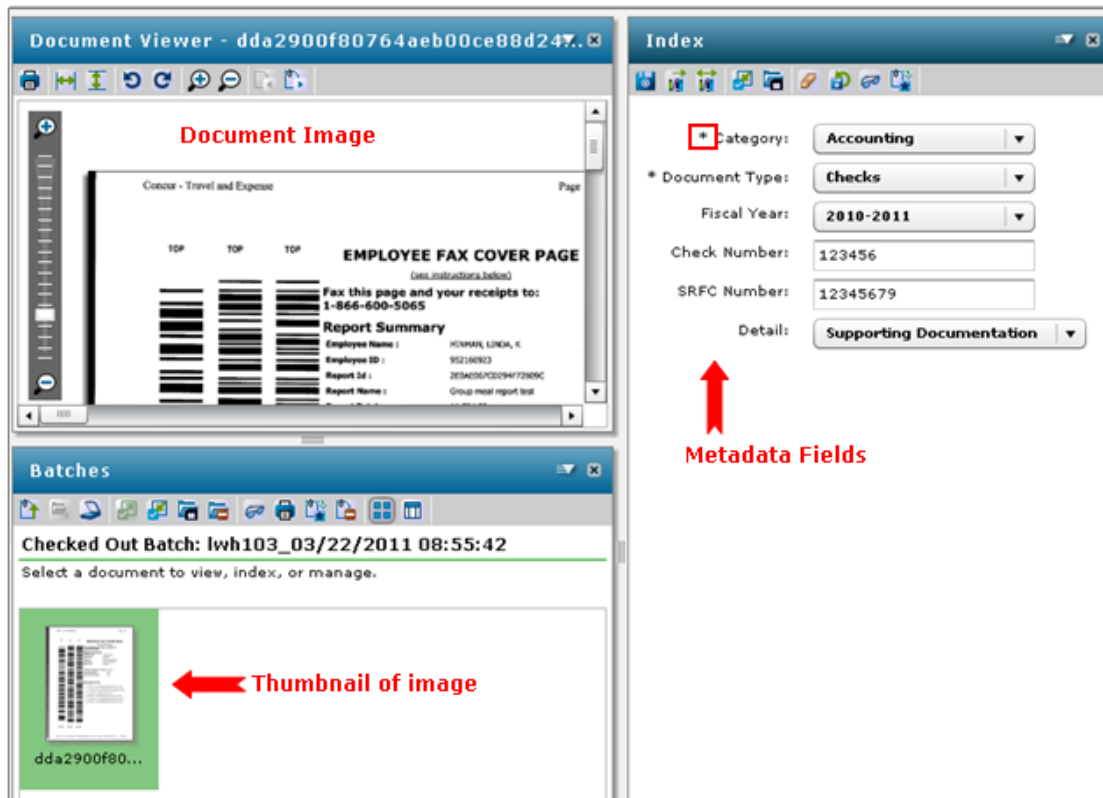 Document Viewer - dda2900f80764aeb00ce88d247...
Document Image
Concur - Travel and Expense Page
TOP TOP TOP
EMPLOYEE FAX COVER PAGE
(see instructions below)
Fax this page and your receipts to:
1-866-600-5065
Report Summary
Employee Name : HINMAN, LINDA, K
Employee ID : 952160923
Report Id :
Report Name : Group meal report test
Index
* Category: Accounting
* Document Type: Checks
Fiscal Year: 2010-2011
Check Number: 123456
SRFC Number: 12345679
Detail: Supporting Documentation
Metadata Fields
Batches
Checked Out Batch: lwh103_03/22/2011 08:55:42
Select a document to view, index, or manage.
Thumbnail of image
dda2900f80...